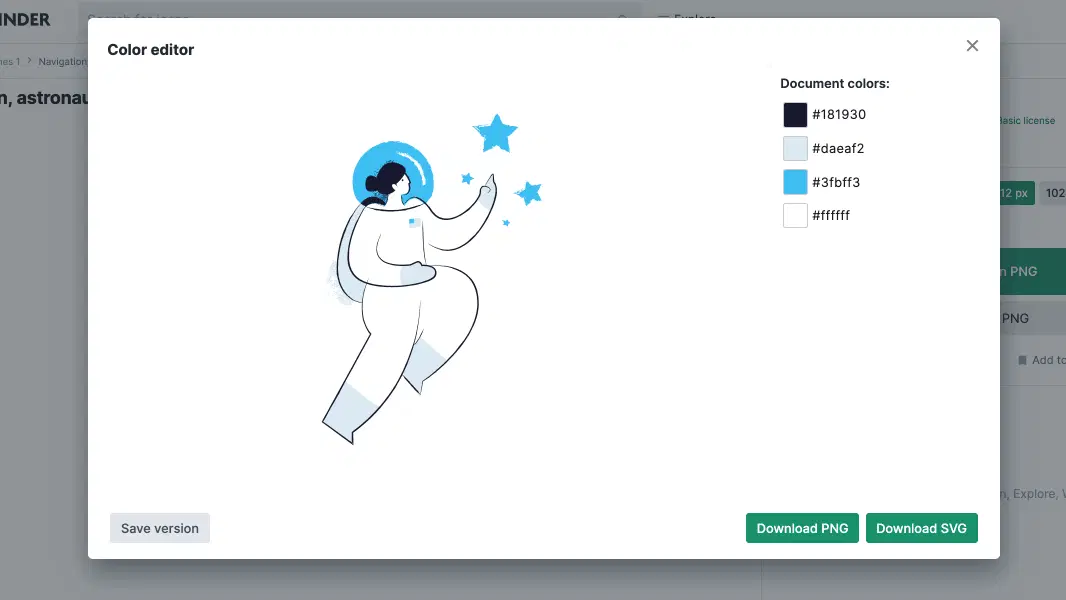 INDER
Search for icons
Explore
nes 1 > Navigation
n, astronau
Color editor
Document colors:
#181930
#daeaf2
#3fbff3
#ffffff
Basic license
12 px
102
n PNG
PNG
Add to
n, Explore, W
Save version
Download PNG
Download SVG